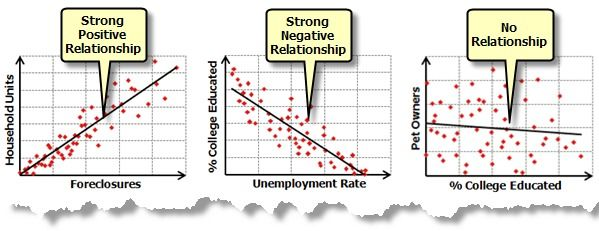 Strong
Positive
Relationship
Household Units
Foreclosures
Strong
Negative
Relationship
% College Educated
Unemployment Rate
No
Relationship
Pet Owners
% College Educated